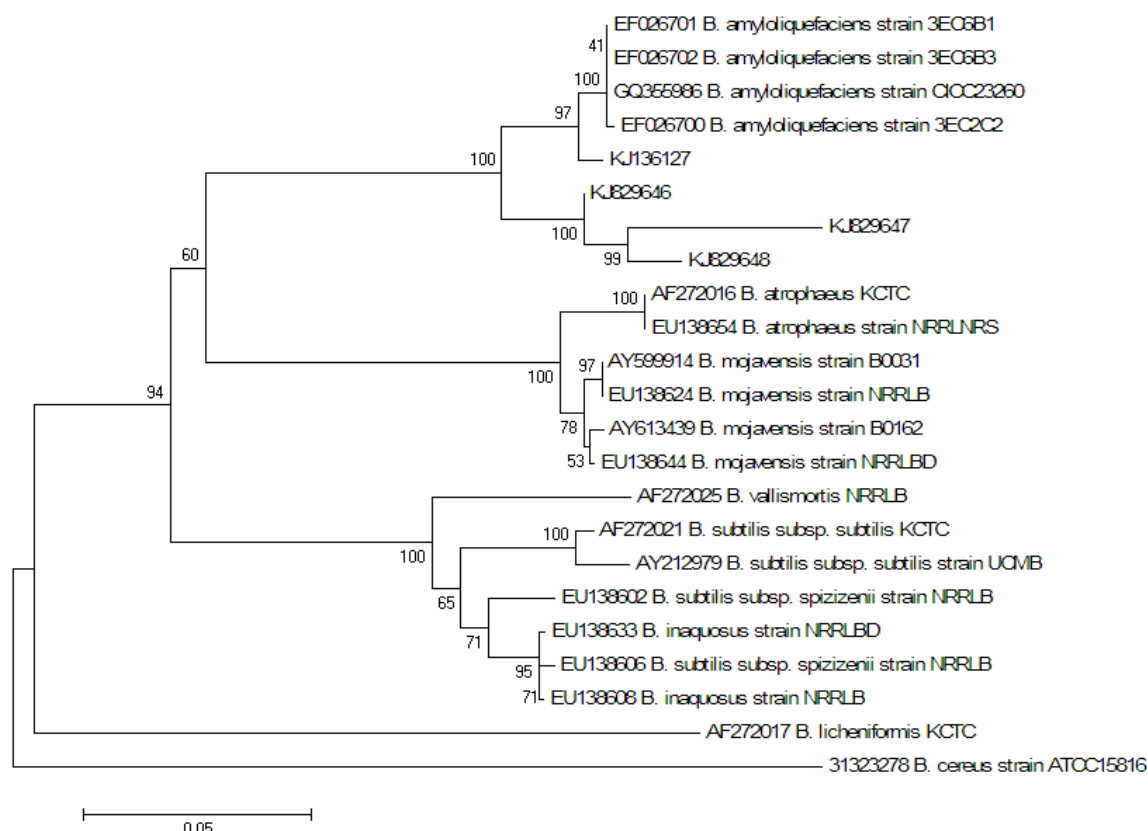 EF026701 B. amyloliquefaciens strain 3EC6B1
41
EF026702 B. amyloliquefaciens strain 3EC6B3
100
GQ355986 B. amyloliquefaciens strain CICC23260
97
EF026700 B. amyloliquefaciens strain 3EC2C2
100
KJ136127
KJ829646
KJ829647
100
60
99
KJ829648
100
AF272016 B. atrophaeus KCTC
EU138654 B. atrophaeus strain NRRLNRS
97
AY599914 B. mojavensis strain B0031
100
94
EU138624 B. mojavensis strain NRRLB
78
AY613439 B. mojavensis strain B0162
53
EU138644 B. mojavensis strain NRRLBD
AF272025 B. vallismortis NRRLB
100
AF272021 B. subtilis subsp. subtilis KCTC
100
AY212979 B. subtilis subsp. subtilis strain UCMB
65
EU138602 B. subtilis subsp. spizizenii strain NRRLB
71
EU138633 B. inaquosus strain NRRLBD
95
EU138606 B. subtilis subsp. spizizenii strain NRRLB
71
EU138608 B. inaquosus strain NRRLB
AF272017 B. licheniformis KCTC
31323278 B. cereus strain ATCC15816
0.05